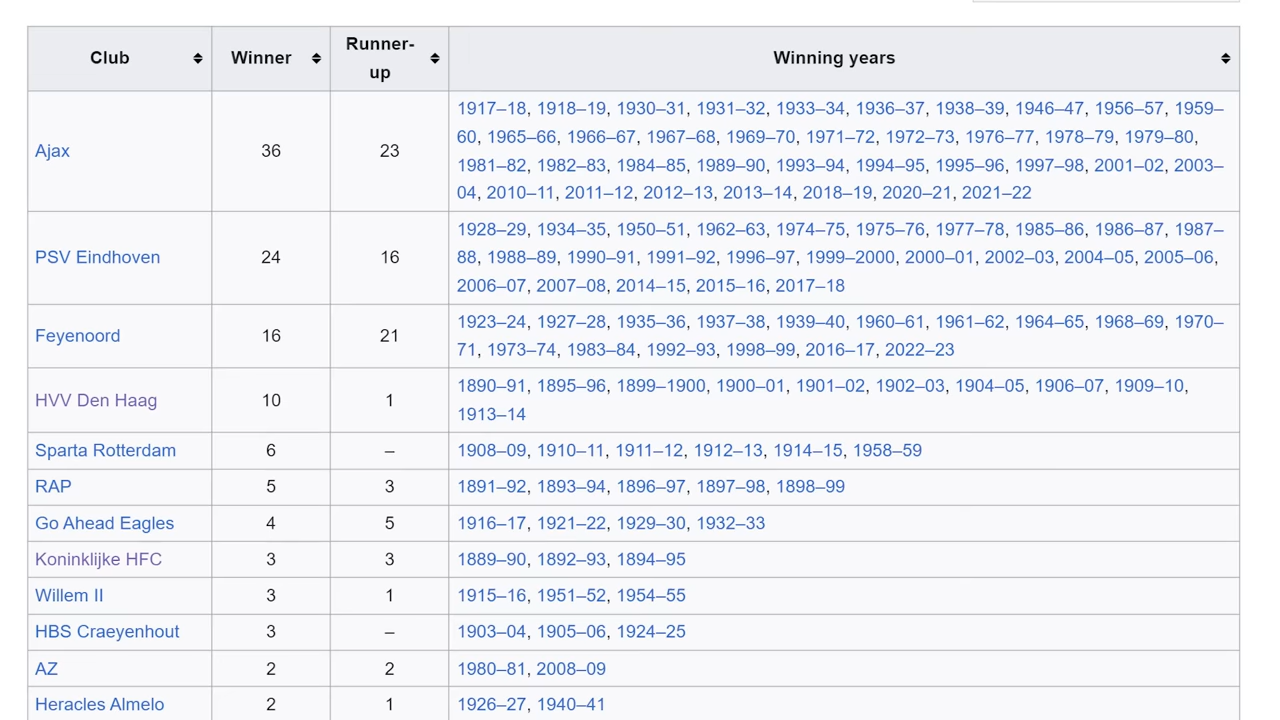 Club Winner Runner-up Winning years
Ajax 36 23 1917–18, 1918–19, 1930–31, 1931–32, 1933–34, 1936–37, 1938–39, 1946–47, 1956–57, 1959–
60, 1965–66, 1966–67, 1967–68, 1969–70, 1971–72, 1972–73, 1976–77, 1978–79, 1979–80,
1981–82, 1982–83, 1984–85, 1989–90, 1993–94, 1994–95, 1995–96, 1997–98, 2001–02, 2003–
04, 2010–11, 2011–12, 2012–13, 2013–14, 2018–19, 2020–21, 2021–22
PSV Eindhoven 24 16 1928–29, 1934–35, 1950–51, 1962–63, 1974–75, 1975–76, 1977–78, 1985–86, 1986–87, 1987–
88, 1988–89, 1990–91, 1991–92, 1996–97, 1999–2000, 2000–01, 2002–03, 2004–05, 2005–06,
2006–07, 2007–08, 2014–15, 2015–16, 2017–18
Feyenoord 16 21 1923–24, 1927–28, 1935–36, 1937–38, 1939–40, 1960–61, 1961–62, 1964–65, 1968–69, 1970–
71, 1973–74, 1983–84, 1992–93, 1998–99, 2016–17, 2022–23
HVV Den Haag 10 1 1890–91, 1895–96, 1899–1900, 1900–01, 1901–02, 1902–03, 1904–05, 1906–07, 1909–10,
1913–14
Sparta Rotterdam 6 – 1908–09, 1910–11, 1911–12, 1912–13, 1914–15, 1958–59
RAP 5 3 1891–92, 1893–94, 1896–97, 1897–98, 1898–99
Go Ahead Eagles 4 5 1916–17, 1921–22, 1929–30, 1932–33
Koninklijke HFC 3 3 1889–90, 1892–93, 1894–95
Willem II 3 1 1915–16, 1951–52, 1954–55
HBS Craeyenhout 3 – 1903–04, 1905–06, 1924–25
AZ 2 2 1980–81, 2008–09
Heracles Almelo 2 1 1926–27, 1940–41